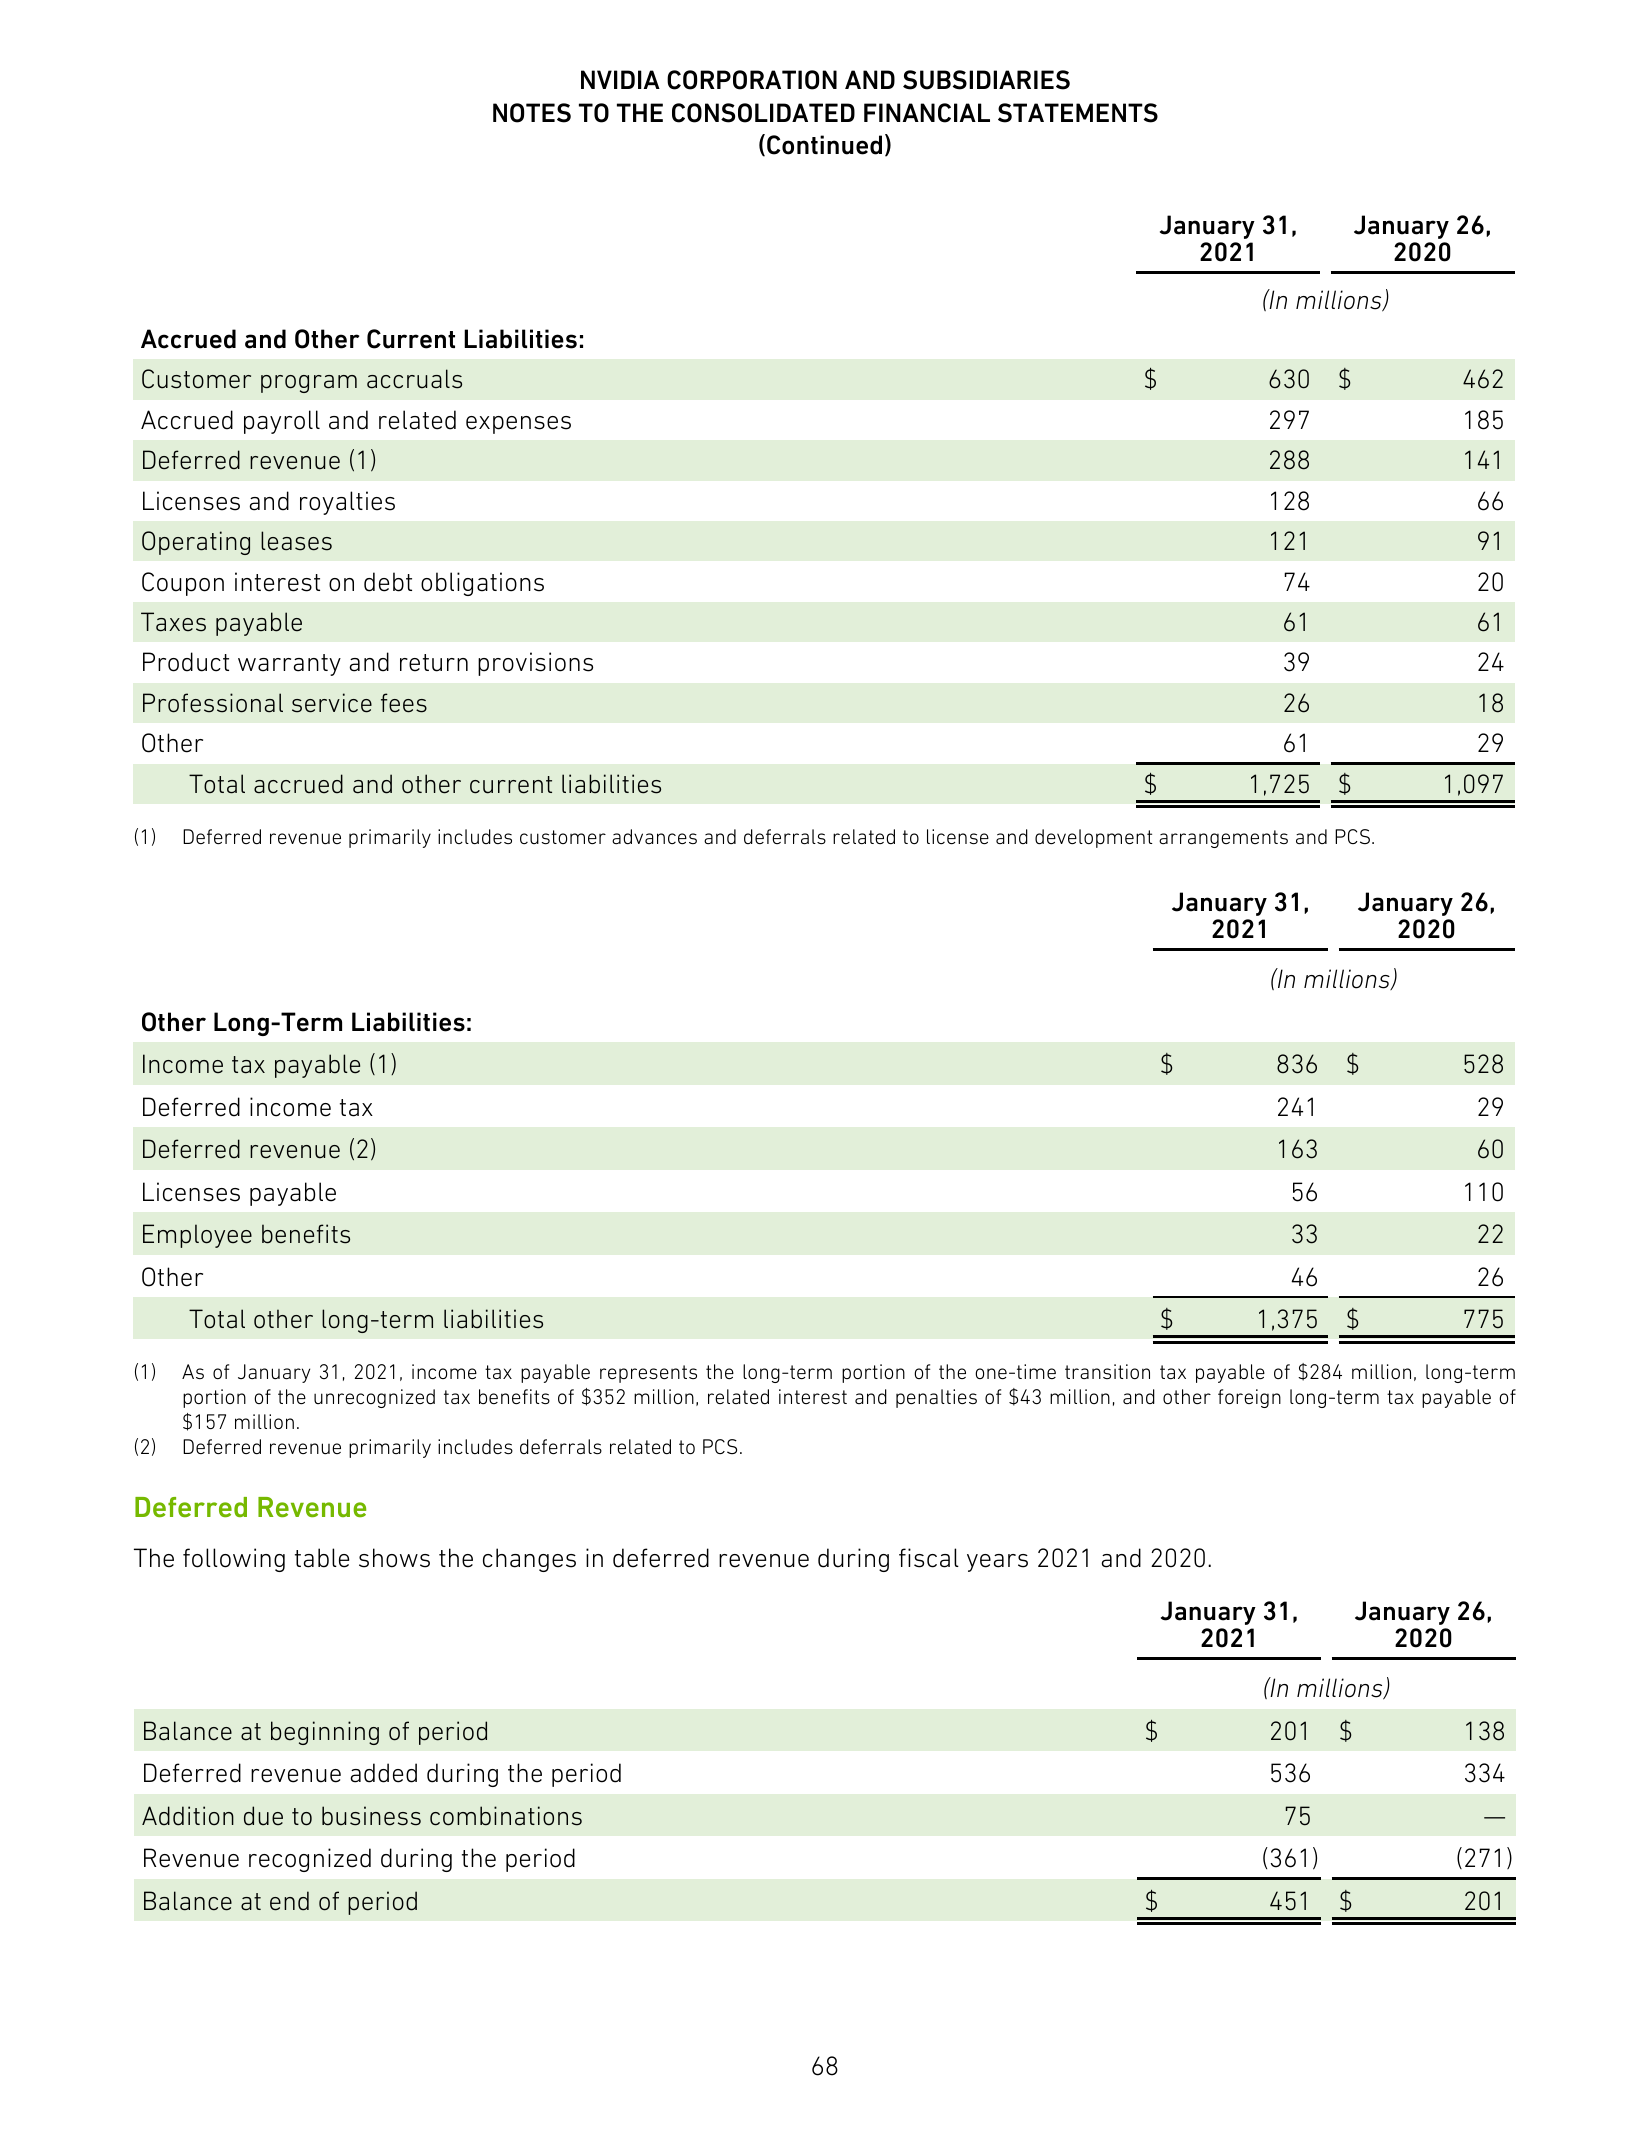 NVIDIA CORPORATION AND SUBSIDIARIES
NOTES TO THE CONSOLIDATED FINANCIAL STATEMENTS
(Continued)
January 31, 2021 January 26, 2020
(In millions)
Accrued and Other Current Liabilities:
Customer program accruals $ 630 $ 462
Accrued payroll and related expenses 297 185
Deferred revenue (1) 288 141
Licenses and royalties 128 66
Operating leases 121 91
Coupon interest on debt obligations 74 20
Taxes payable 61 61
Product warranty and return provisions 39 24
Professional service fees 26 18
Other 61 29
Total accrued and other current liabilities $ 1,725 $ 1,097
(1) Deferred revenue primarily includes customer advances and deferrals related to license and development arrangements and PCS.
January 31, 2021 January 26, 2020
(In millions)
Other Long-Term Liabilities:
Income tax payable (1) $ 836 $ 528
Deferred income tax 241 29
Deferred revenue (2) 163 60
Licenses payable 56 110
Employee benefits 33 22
Other 46 26
Total other long-term liabilities $ 1,375 $ 775
(1) As of January 31, 2021, income tax payable represents the long-term portion of the one-time transition tax payable of $284 million, long-term
portion of the unrecognized tax benefits of $352 million, related interest and penalties of $43 million, and other foreign long-term tax payable of
$157 million.
(2) Deferred revenue primarily includes deferrals related to PCS.
Deferred Revenue
The following table shows the changes in deferred revenue during fiscal years 2021 and 2020.
January 31, 2021 January 26, 2020
(In millions)
Balance at beginning of period $ 201 $ 138
Deferred revenue added during the period 536 334
Addition due to business combinations 75 —
Revenue recognized during the period (361) (271)
Balance at end of period $ 451 $ 201
68